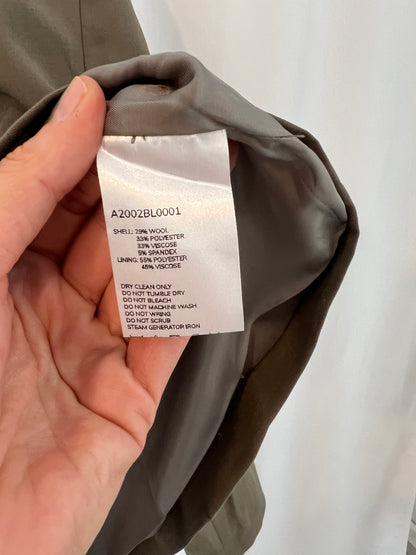 A2002BL0001
SHELL: 29% WOOL
33% POLYESTER
33% VISCOSE
5% SPANDEX
LINING: 55% POLYESTER
45% VISCOSE
DRY CLEAN ONLY
DO NOT TUMBLE DRY
DO NOT BLEACH
DO NOT MACHINE WASH
DO NOT WRING
DO NOT SCRUB
STEAM GENERATOR IRON